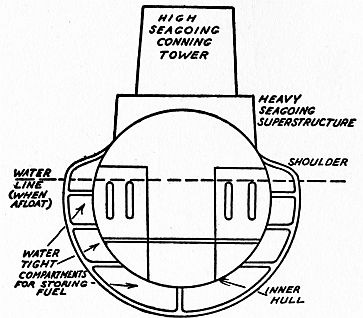 HIGH
SEAGOING
CONNING
TOWER
HEAVY
SEAGOING
SUPERSTRUCTURE
SHOULDER
WATER
LINE
(WHEN
AFLOAT)
WATER
TIGHT
COMPARTMENTS
FOR STORING
FUEL
INNER
HULL